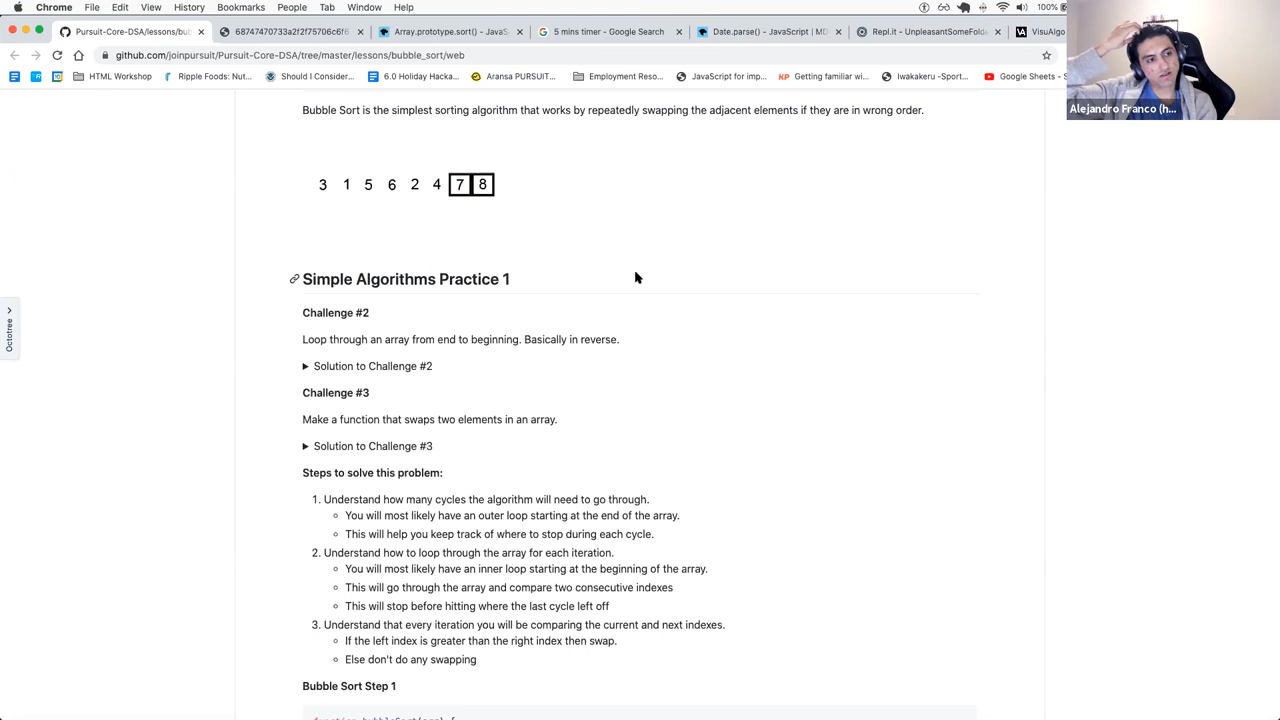 Chrome File Edit View History Bookmarks People Tab Window Help 100%
Pursuit-Core-DSA/lessons/bub 68747470733a2f2f75706c6f6 Array.prototype.sort() - JavaS 5 mins timer - Google Search Date.parse() - JavaScript | MD Repl.it - UnpleasantSomeFold VisuAlgo
github.com/joinpursuit/Pursuit-Core-DSA/tree/master/lessons/bubble_sort/web
HTML Workshop Ripple Foods: Nut... Should I Consider... 6.0 Holiday Hacka... Aransa PURSUIT... Employment Reso... JavaScript for imp... Getting familiar wi... Iwakakeru -Sport... Google Sheets - S
Alejandro Franco (h...
Bubble Sort is the simplest sorting algorithm that works by repeatedly swapping the adjacent elements if they are in wrong order.
3 1 5 6 2 4 7 8
Simple Algorithms Practice 1
Octotree
Challenge #2
Loop through an array from end to beginning. Basically in reverse.
Solution to Challenge #2
Challenge #3
Make a function that swaps two elements in an array.
Solution to Challenge #3
Steps to solve this problem:
1. Understand how many cycles the algorithm will need to go through.
You will most likely have an outer loop starting at the end of the array.
This will help you keep track of where to stop during each cycle.
2. Understand how to loop through the array for each iteration.
You will most likely have an inner loop starting at the beginning of the array.
This will go through the array and compare two consecutive indexes
This will stop before hitting where the last cycle left off
3. Understand that every iteration you will be comparing the current and next indexes.
If the left index is greater than the right index then swap.
Else don't do any swapping
Bubble Sort Step 1